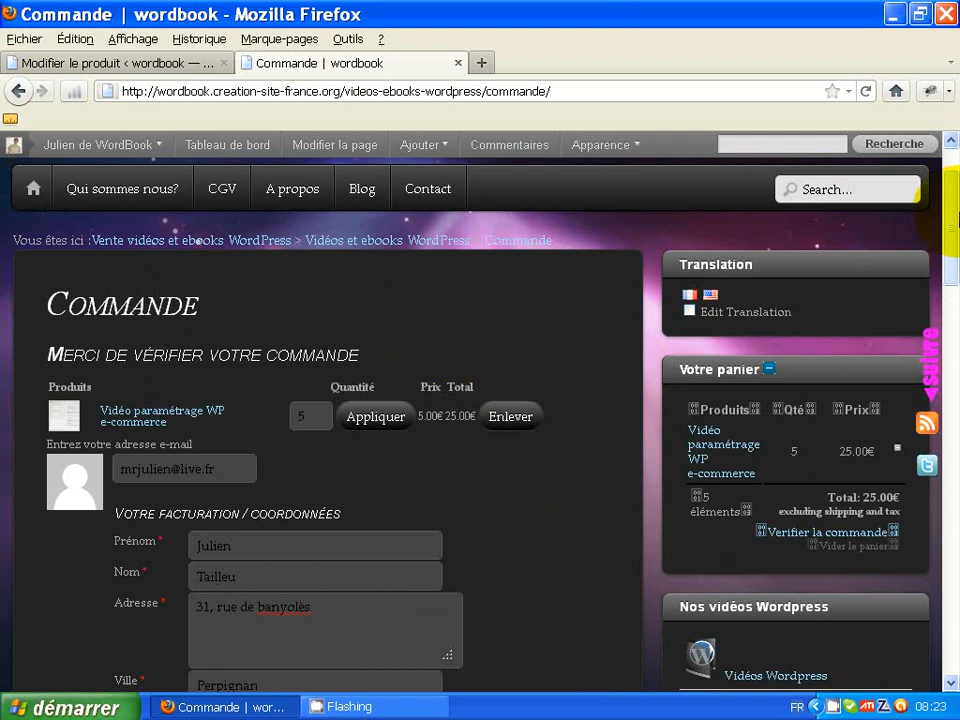 Commande | wordbook - Mozilla Firefox
Fichier Édition Affichage Historique Marque-pages Outils ?
Modifier le produit ‹ wordbook — ...
Commande | wordbook
http://wordbook.creation-site-france.org/videos-ebooks-wordpress/commande/
Julien de WordBook Tableau de bord Modifier la page Ajouter Commentaires Apparence Recherche
Qui sommes nous? CGV A propos Blog Contact Search...
Vous êtes ici :Vente vidéos et ebooks WordPress > Vidéos et ebooks WordPress Commande
COMMANDE
MERCI DE VÉRIFIER VOTRE COMMANDE
Produits Quantité Prix Total
Vidéo paramétrage WP
e-commerce
5 Appliquer 5.00€ 25.00€ Enlever
Entrez votre adresse e-mail
mrjulien@live.fr
VOTRE FACTURATION / COORDONNÉES
Prénom* Julien
Nom* Tailleu
Adresse* 31, rue de banyolès
Ville* Perpignan
Translation
Edit Translation
Votre panier
Produits Qté Prix
Vidéo
paramétrage
WP
e-commerce
5 25.00€
5
éléments
Total: 25.00€
excluding shipping and tax
Verifier la commande
Vider le panier
Nos vidéos Wordpress
Vidéos Wordpress
suivre
démarrer Commande | wor... Flashing FR 08:23